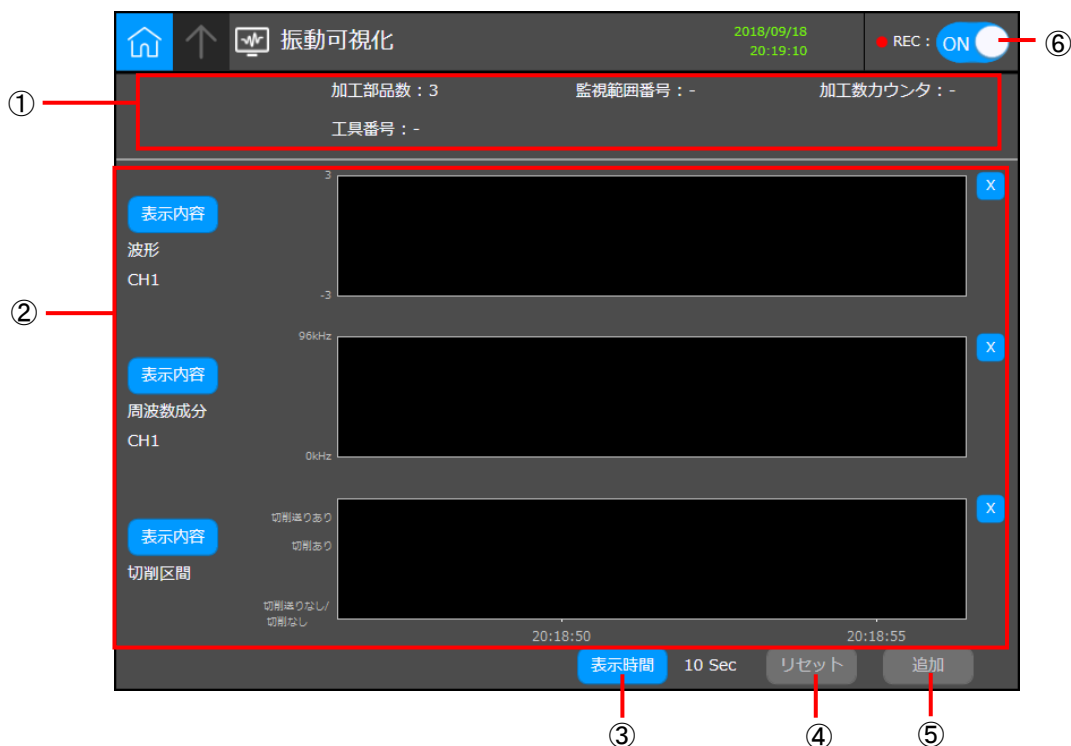 振動可視化
2018/09/18
20:19:10
REC : ON
⑥
①
加工部品数 : 3 監視範囲番号 : - 加工数カウンタ : -
工具番号 : -
②
3
X
表示内容
波形
CH1
-3
96kHz
X
表示内容
周波数成分
CH1
0kHz
X
切削送りあり
表示内容
切削あり
切削区間
切削送りなし/
切削なし
20:18:50 20:18:55
表示時間 10 Sec リセット 追加
③ ④ ⑤